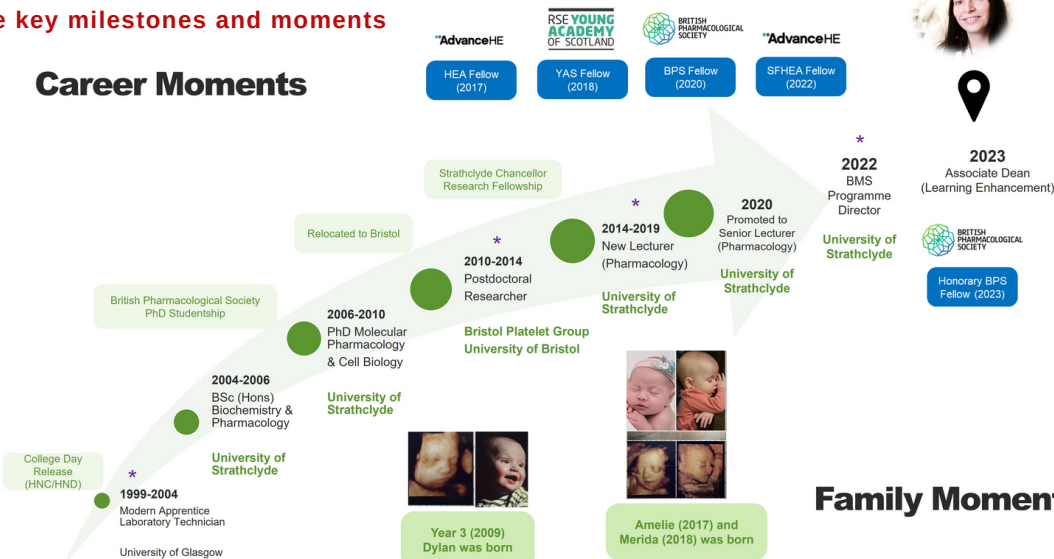 e key milestones and moments
Career Moments
AdvanceHE
HEA Fellow
(2017)
RSE YOUNG
ACADEMY
OF SCOTLAND
YAS Fellow
(2018)
BRITISH
PHARMACOLOGICAL
SOCIETY
BPS Fellow
(2020)
AdvanceHE
SFHEA Fellow
(2022)
College Day
Release
(HNC/HND)
*
1999-2004
Modern Apprentice
Laboratory Technician
University of Glasgow
British Pharmacological Society
PhD Studentship
2004-2006
BSc (Hons)
Biochemistry &
Pharmacology
University of
Strathclyde
Relocated to Bristol
2006-2010
PhD Molecular
Pharmacology
& Cell Biology
University of
Strathclyde
Strathclyde Chancellor
Research Fellowship
*
2010-2014
Postdoctoral
Researcher
Bristol Platelet Group
University of Bristol
*
2014-2019
New Lecturer
(Pharmacology)
University of
Strathclyde
2020
Promoted to
Senior Lecturer
(Pharmacology)
University of
Strathclyde
*
2022
BMS
Programme
Director
University of
Strathclyde
2023
Associate Dean
(Learning Enhancement)
BRITISH
PHARMACOLOGICAL
SOCIETY
Honorary BPS
Fellow (2023)
Year 3 (2009)
Dylan was born
Amelie (2017) and
Merida (2018) was born
Family Momen